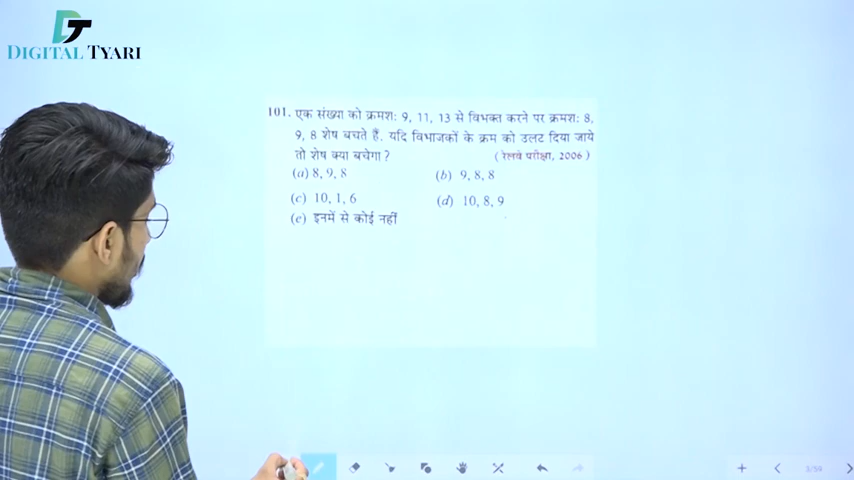 DIGITAL TYARI
101. एक संख्या को क्रमश: 9, 11, 13 से विभक्त करने पर क्रमश: 8,
9, 8 शेष बचते हैं. यदि विभाजकों के क्रम को उलट दिया जाये
तो शेष क्या बचेगा ? ( रेलवे परीक्षा, 2006 )
(a) 8, 9, 8 (b) 9, 8, 8
(c) 10, 1, 6 (d) 10, 8, 9
(e) इनमें से कोई नहीं